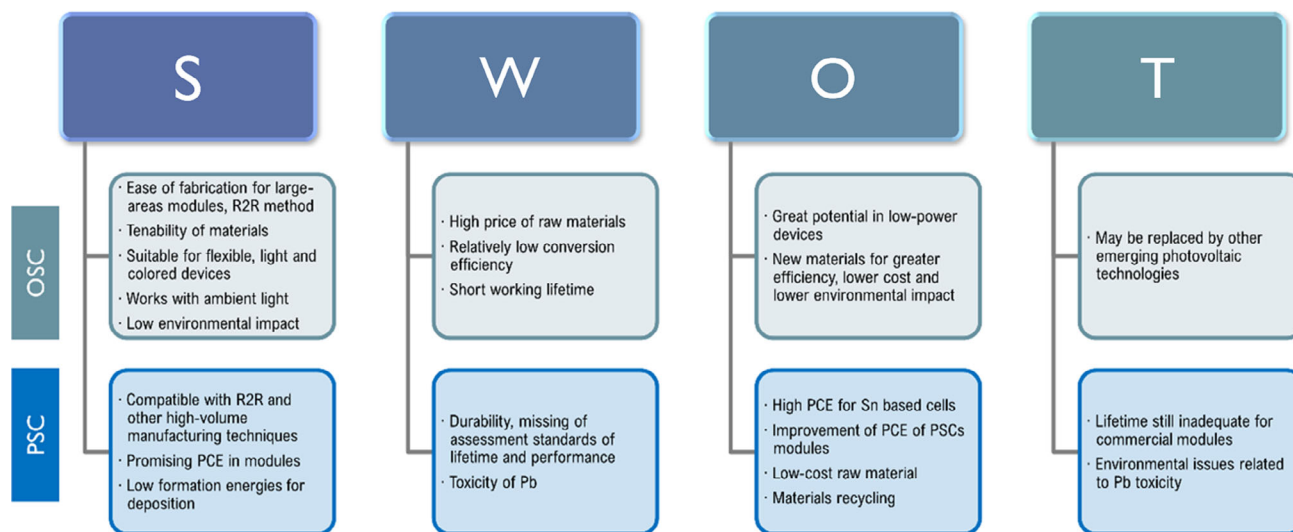 S
W
O
T
OSC
· Ease of fabrication for large-
areas modules, R2R method
· Tenability of materials
· Suitable for flexible, light and
colored devices
· Works with ambient light
· Low environmental impact
· High price of raw materials
· Relatively low conversion
efficiency
· Short working lifetime
· Great potential in low-power
devices
· New materials for greater
efficiency, lower cost and
lower environmental impact
· May be replaced by other
emerging photovoltaic
technologies
PSC
· Compatible with R2R and
other high-volume
manufacturing techniques
· Promising PCE in modules
· Low formation energies for
deposition
· Durability, missing of
assessment standards of
lifetime and performance
· Toxicity of Pb
· High PCE for Sn based cells
· Improvement of PCE of PSCs
modules
· Low-cost raw material
· Materials recycling
· Lifetime still inadequate for
commercial modules
· Environmental issues related
to Pb toxicity